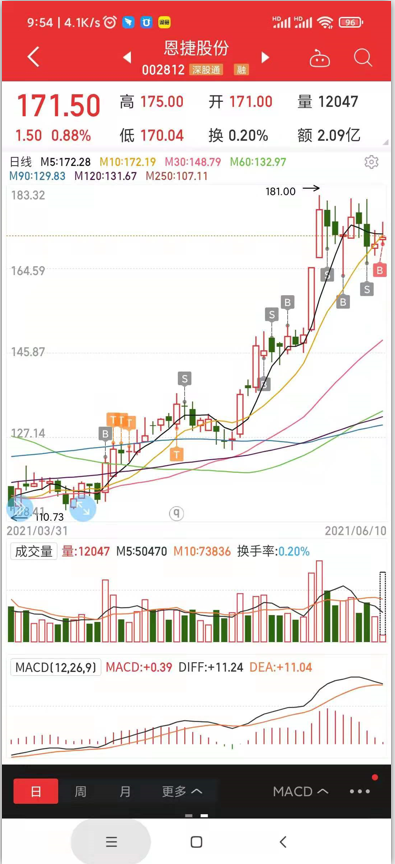 9:54 | 4.1K/s HD HD 96
恩捷股份
002812 深股通 融
171.50 高 175.00 开 171.00 量 12047
1.50 0.88% 低 170.04 换 0.20% 额 2.09亿
日线 M5:172.28 M10:172.19 M30:148.79 M60:132.97
M90:129.83 M120:131.67 M250:107.11
183.32
181.00
164.59
S
B
S
B
B
S
S
B
145.87
S
B
127.14
B T T T
T
110.73
q
2021/03/31 2021/06/10
成交量 量:12047 M5:50470 M10:73836 换手率:0.20%
MACD(12,26,9) MACD:+0.39 DIFF:+11.24 DEA:+11.04
日 周 月 更多 MACD